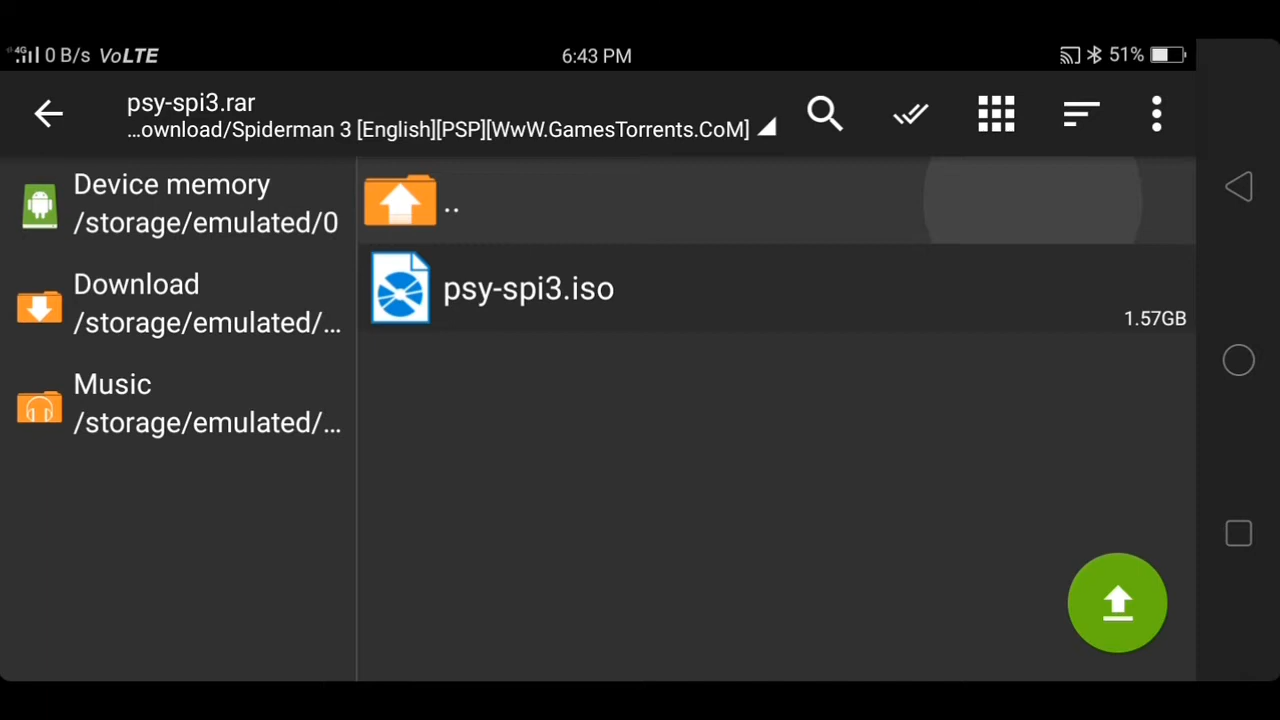 4G 0 B/s VoLTE 6:43 PM 51%
psy-spi3.rar
...ownload/Spiderman 3 [English][PSP][WwW.GamesTorrents.CoM]
Device memory
/storage/emulated/0
Download
/storage/emulated/...
Music
/storage/emulated/...
..
psy-spi3.iso
1.57GB